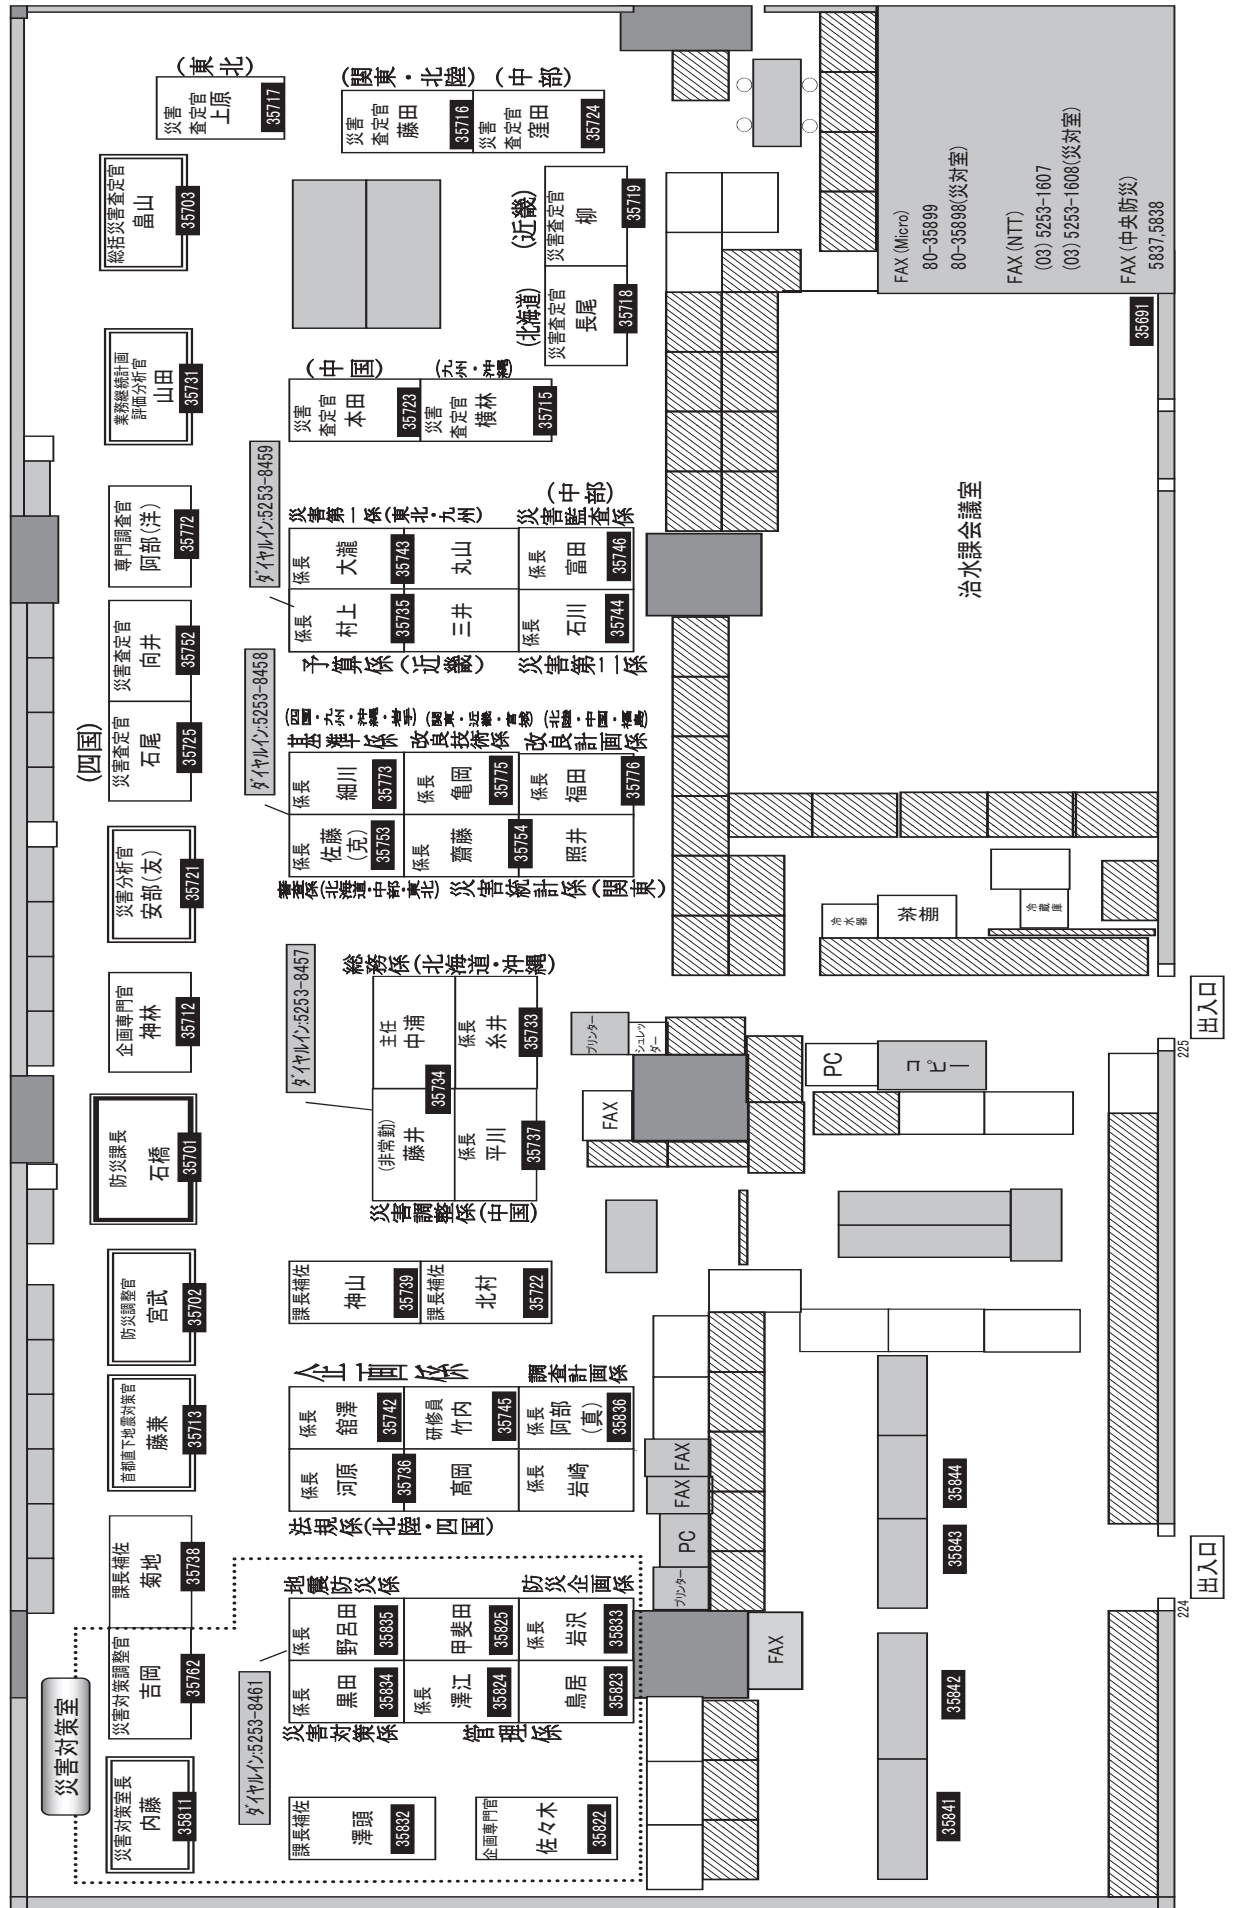 災害対策室
災害対策室長
内藤
35811
災害対策調整官
吉岡
35762
課長補佐
菊地
35738
首都直下地震対策官
藤兼
35713
防災調整官
宮武
35702
防災課長
石橋
35701
企画専門官
神林
35712
災害分析官
安部(友)
35721
(四国)
災害査定官
石尾
35725
災害査定官
向井
35752
専門調査官
阿部(洋)
35772
業務継続計画
評価分析官
山田
35731
総括災害査定官
畠山
35703
(東北)
災害
査定官
上原
35717
ダイヤルイン:5253-8461
課長補佐
澤頭
35832
企画専門官
佐々木
35822
地震防災係
防災企画係
係長
野呂田
35835
甲斐田
35825
係長
岩沢
35833
係長
黒田
35834
係長
澤江
35824
鳥居
35823
災害対策係
管理係
企画係
調査計画係
係長
舘澤
35742
研修員
竹内
35745
係長
阿部
(真)
35836
係長
河原
35736
髙岡
係長
岩崎
法規係(北陸・四国)
課長補佐
神山
35739
課長補佐
北村
35722
ダイヤルイン:5253-8457
総務係(北海道・沖縄)
主任
中浦
35734
係長
糸井
35733
(非常勤)
藤井
係長
平川
35737
災害調整係(中国)
ダイヤルイン:5253-8458
(四国・九州・沖縄・岩手)
(関東・近畿・宮城)
(北陸・中国・福島)
基準係
改良技術係
改良計画係
係長
細川
35773
係長
亀岡
35775
係長
福田
35776
係長
佐藤
(克)
35753
係長
齋藤
35754
照井
審査係(北海道・中部・東北)
災害統計係(関東)
ダイヤルイン:5253-8459
災害第一係(東北・九州)
(中部)
災害監査係
係長
大瀧
35743
丸山
係長
富田
35746
係長
村上
35735
三井
係長
石川
35744
予算係(近畿)
災害第二係
(中国)
災害
査定官
本田
35723
(九州・沖縄)
災害
査定官
横林
35715
(北海道)
災害査定官
長尾
35718
(近畿)
災害査定官
柳
35719
(関東・北陸)
災害
査定官
藤田
35716
(中部)
災害
査定官
窪田
35724
プリンター
PC
FAX
FAX
FAX
FAX
FAX
プリンター
シュレッ
ダー
PC
コピー
冷水器
茶棚
冷蔵庫
治水課会議室
35691
FAX(Micro)
80-35899
80-35898(災対室)
FAX(NTT)
(03)5253-1607
(03)5253-1608(災対室)
FAX(中央防災)
5837,5838
35841
35842
35843
35844
224
出入口
225
出入口